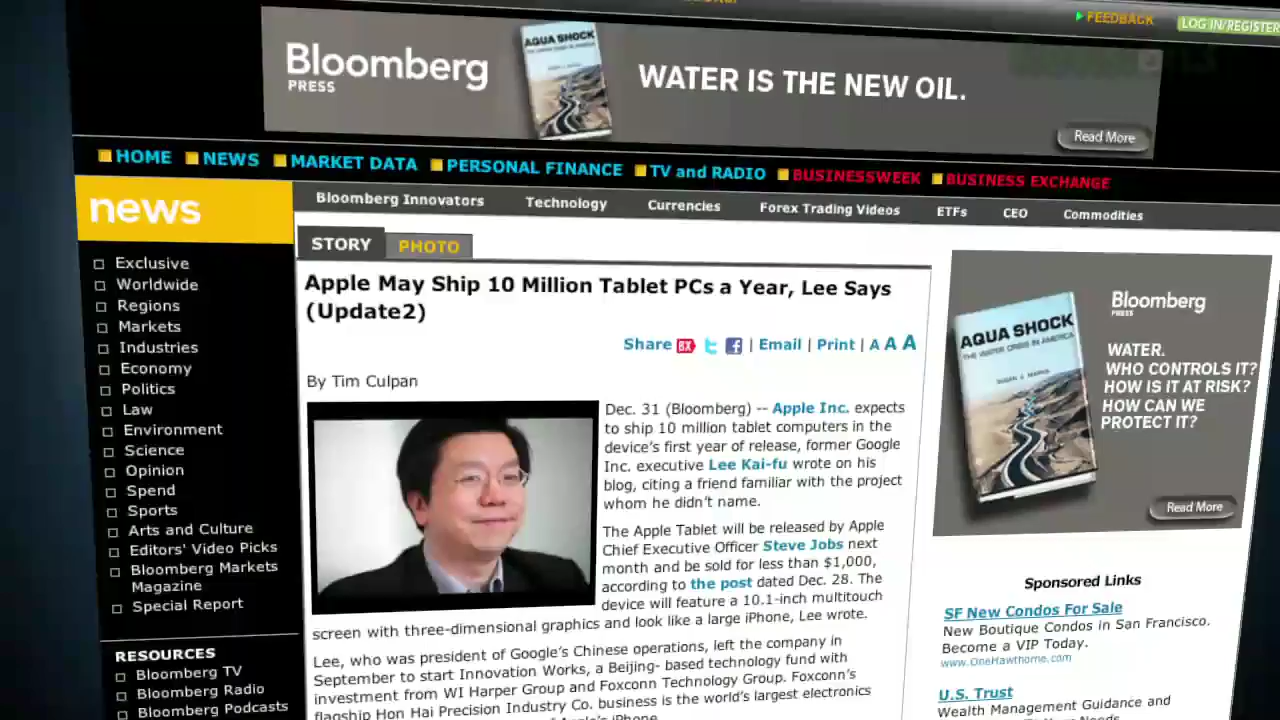 FEEDBACK
LOG IN/REGISTER
Bloomberg
PRESS
AQUA SHOCK
WATER IS THE NEW OIL.
Read More
HOME NEWS MARKET DATA PERSONAL FINANCE TV and RADIO BUSINESSWEEK BUSINESS EXCHANGE
news
Bloomberg Innovators Technology Currencies Forex Trading Videos ETFs CEO Commodities
Exclusive
Worldwide
Regions
Markets
Industries
Economy
Politics
Law
Environment
Science
Opinion
Spend
Sports
Arts and Culture
Editors' Video Picks
Bloomberg Markets
Magazine
Special Report
RESOURCES
Bloomberg TV
Bloomberg Radio
Bloomberg Podcasts
STORY PHOTO
Apple May Ship 10 Million Tablet PCs a Year, Lee Says
(Update2)
Share BX | Email | Print | A A A
By Tim Culpan
Dec. 31 (Bloomberg) -- Apple Inc. expects
to ship 10 million tablet computers in the
device's first year of release, former Google
Inc. executive Lee Kai-fu wrote on his
blog, citing a friend familiar with the project
whom he didn't name.
The Apple Tablet will be released by Apple
Chief Executive Officer Steve Jobs next
month and be sold for less than $1,000,
according to the post dated Dec. 28. The
device will feature a 10.1-inch multitouch
screen with three-dimensional graphics and look like a large iPhone, Lee wrote.
Lee, who was president of Google's Chinese operations, left the company in
September to start Innovation Works, a Beijing- based technology fund with
investment from WI Harper Group and Foxconn Technology Group. Foxconn's
flagship Hon Hai Precision Industry Co. business is the world's largest electronics
of Apple's iPhone.
Bloomberg
PRESS
AQUA SHOCK
THE WATER CRISIS IN AMERICA
WATER.
WHO CONTROLS IT?
HOW IS IT AT RISK?
HOW CAN WE
PROTECT IT?
Read More
Sponsored Links
SF New Condos For Sale
New Boutique Condos in San Francisco.
Become a VIP Today.
www.OneHawthorne.com
U.S. Trust
Wealth Management Guidance and